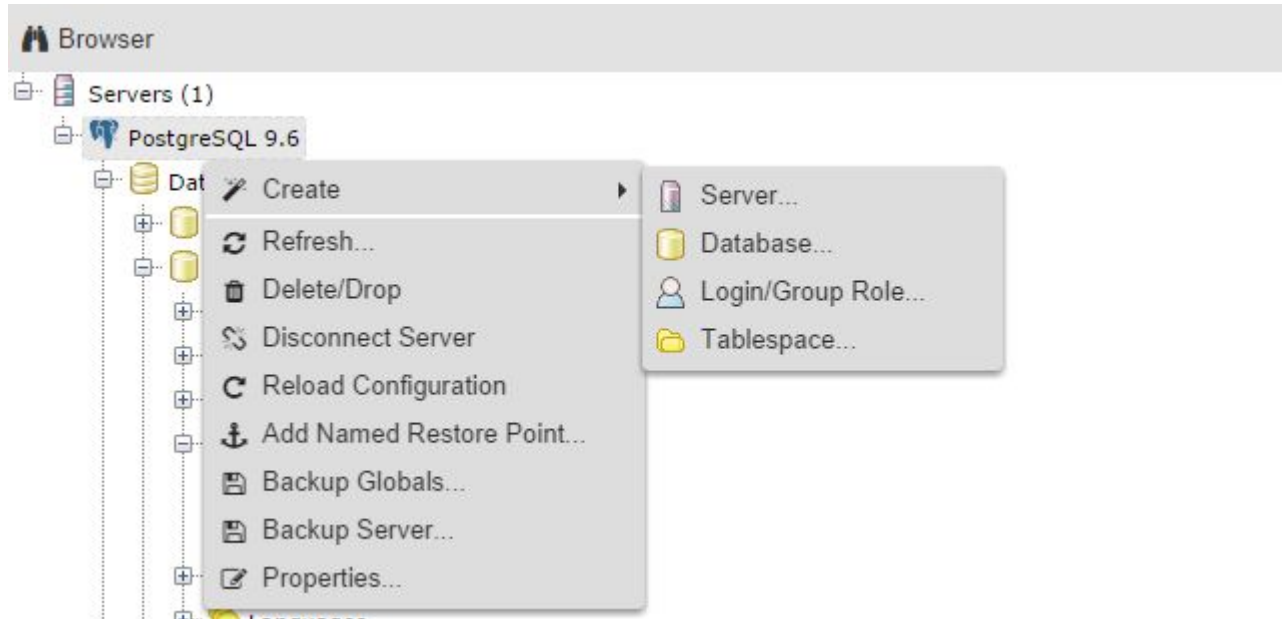 Browser
Servers (1)
PostgreSQL 9.6
Dat
Create
Refresh...
Delete/Drop
Disconnect Server
Reload Configuration
Add Named Restore Point...
Backup Globals...
Backup Server...
Properties...
Server...
Database...
Login/Group Role...
Tablespace...